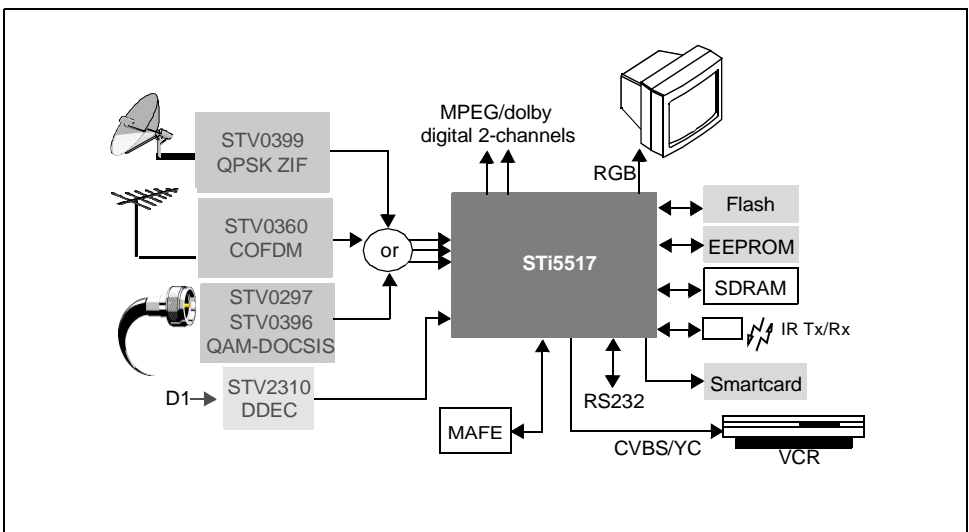 MPEG/dolby
digital 2-channels
STV0399
QPSK ZIF
RGB
STV0360
COFDM
or
STi5517
Flash
EEPROM
SDRAM
IR Tx/Rx
STV0297
STV0396
QAM-DOCSIS
Smartcard
D1
STV2310
DDEC
RS232
MAFE
CVBS/YC
VCR